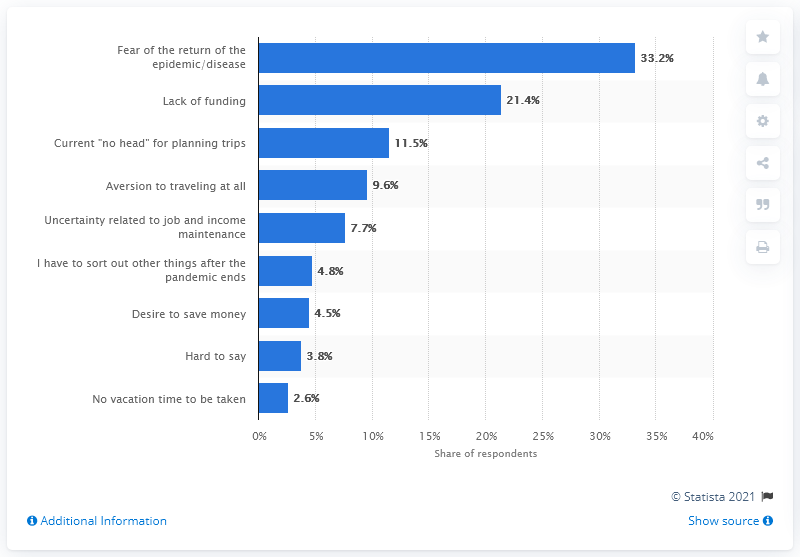 Fear of the return of the
epidemic/disease
33.2%
Lack of funding
21.4%
Current "no head" for planning trips
11.5%
Aversion to traveling at all
9.6%
Uncertainty related to job and income
maintenance
7.7%
I have to sort out other things after the
pandemic ends
4.8%
Desire to save money
4.5%
Hard to say
3.8%
No vacation time to be taken
2.6%
0% 5% 10% 15% 20% 25% 30% 35% 40%
Share of respondents
© Statista 2021
Additional Information
Show source